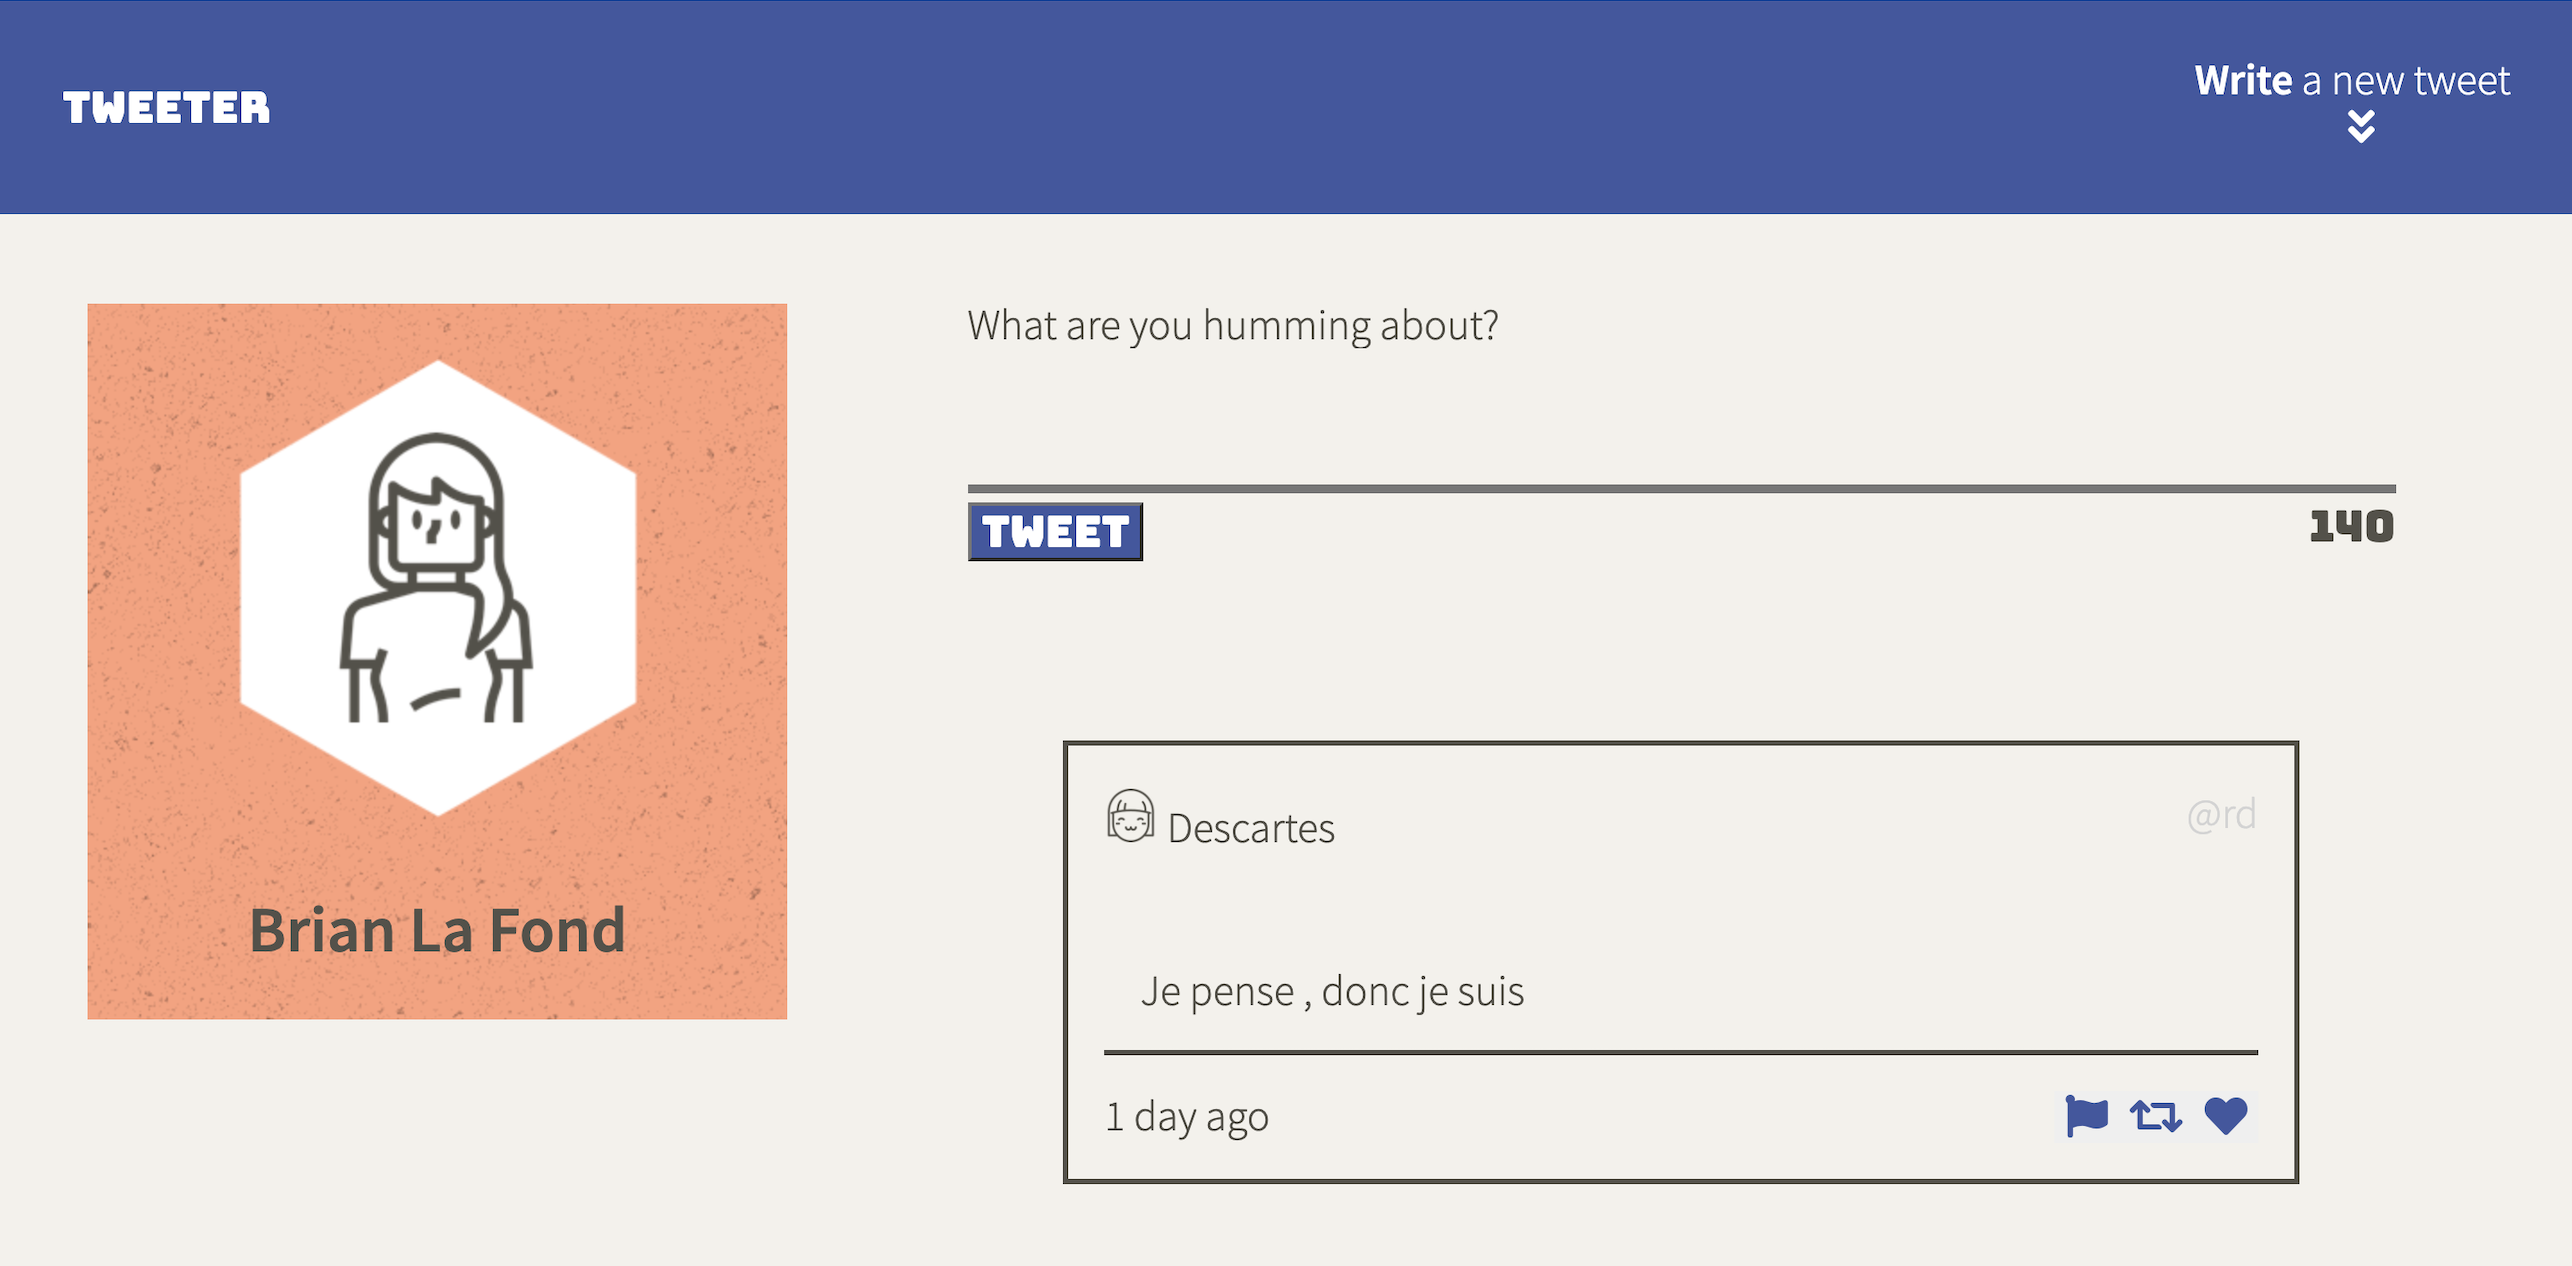 TWEETER
Write a new tweet
Brian La Fond
What are you humming about?
TWEET
140
Descartes
@rd
Je pense , donc je suis
1 day ago